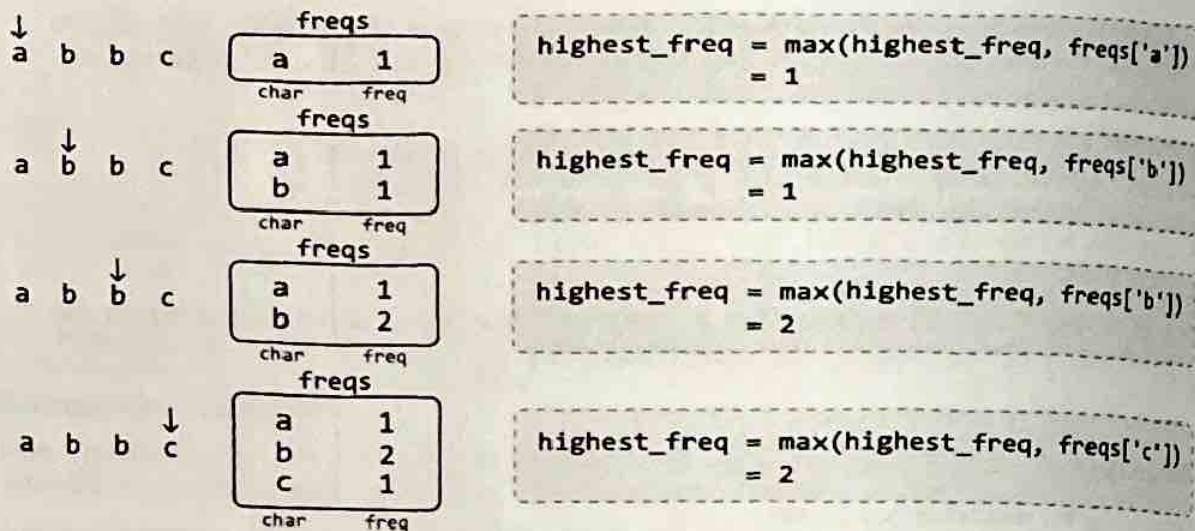 freqs
↓
a b b c
a 1
char freq
highest_freq = max(highest_freq, freqs['a'])
= 1
freqs
↓
a b b c
a 1
b 1
char freq
highest_freq = max(highest_freq, freqs['b'])
= 1
freqs
↓
a b b c
a 1
b 2
char freq
highest_freq = max(highest_freq, freqs['b'])
= 2
freqs
↓
a b b c
a 1
b 2
c 1
char freq
highest_freq = max(highest_freq, freqs['c'])
= 2